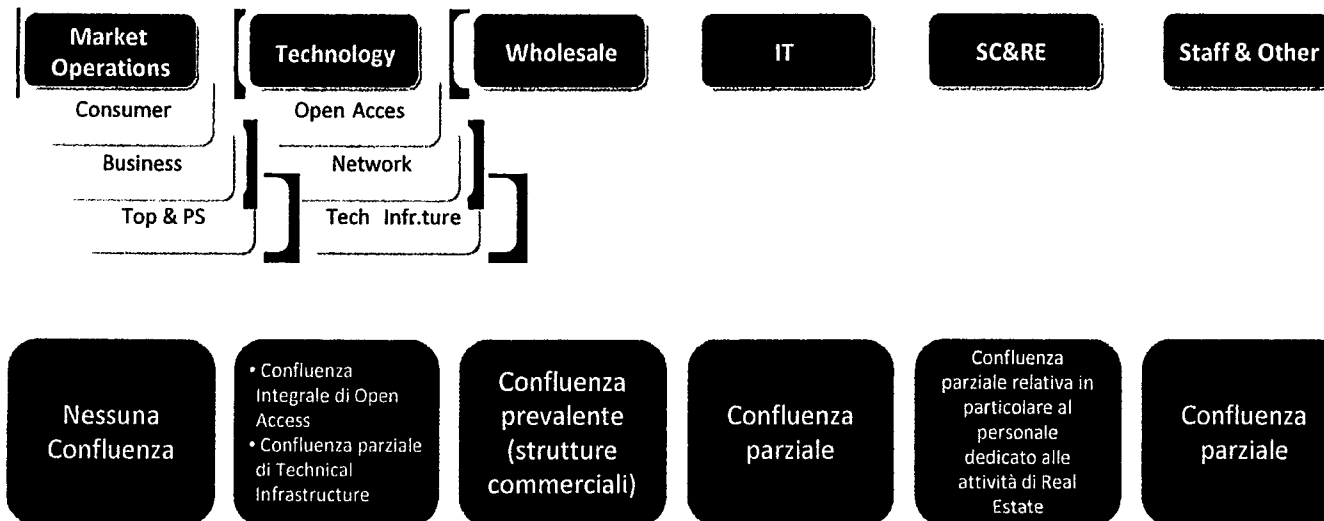 Market
Operations
Technology
Wholesale
IT
SC&RE
Staff & Other
Consumer
Open Acces
Business
Network
Top & PS
Tech Infr.ture
Nessuna
Confluenza
• Confluenza
Integrale di Open
Access
• Confluenza parziale
di Technical
Infrastructure
Confluenza
prevalente
(strutture
commerciali)
Confluenza
parziale
Confluenza
parziale relativa in
particolare al
personale
dedicato alle
attività di Real
Estate
Confluenza
parziale